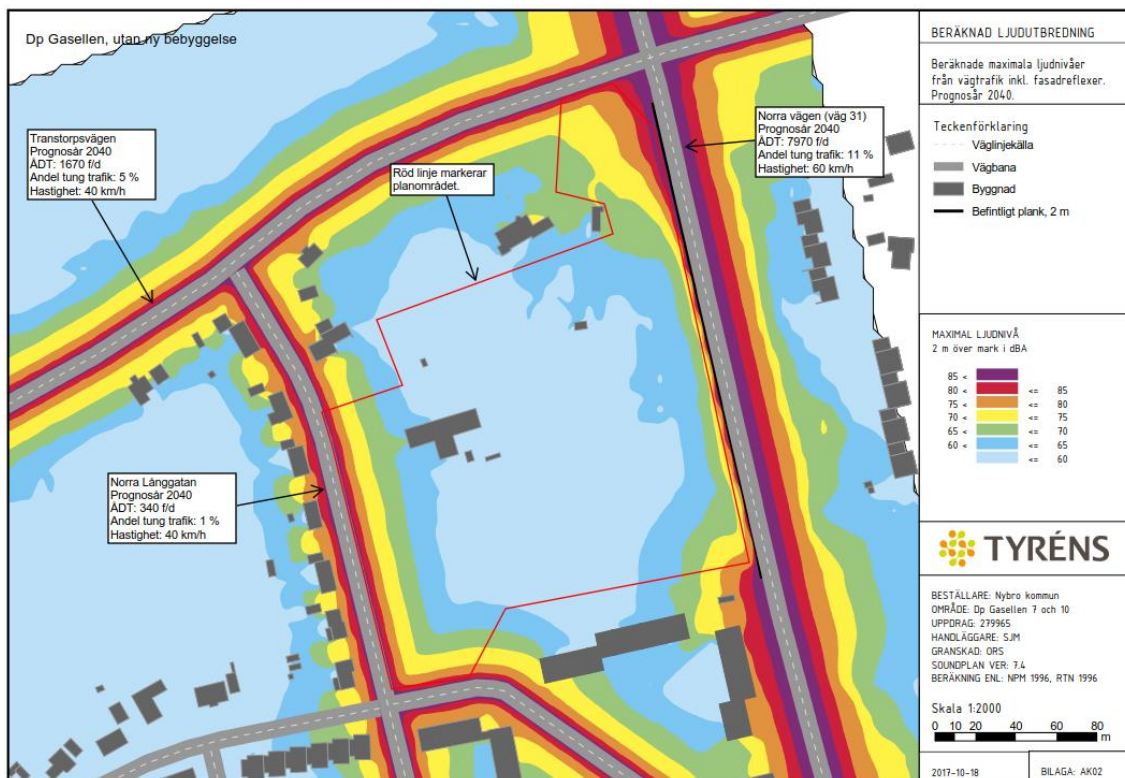 Dp Gasellen, utan ny bebyggelse
Transtorpsvägen
Prognosår 2040
ÅDT: 1670 f/d
Andel tung trafik: 5 %
Hastighet: 40 km/h
Röd linje markerar
planområdet.
Norra vägen (väg 31)
Prognosår 2040
ÅDT: 7970 f/d
Andel tung trafik: 11 %
Hastighet: 60 km/h
Norra Långgatan
Prognosår 2040
ÅDT: 340 f/d
Andel tung trafik: 1 %
Hastighet: 40 km/h
BERÄKNAD LJUDUTBREDNING
Beräknade maximala ljudnivåer
från vägtrafik inkl. fasadreflexer.
Prognosår 2040.
Teckenförklaring
Väglinjekälla
Vägbana
Byggnad
Befintligt plank, 2 m
MAXIMAL LJUDNIVÅ
2 m över mark i dBA
85 <
80 < <= 85
75 < <= 80
70 < <= 75
65 < <= 70
60 < <= 65
<= 60
TYRÉNS
BESTÄLLARE: Nybro kommun
OMRÅDE: Dp Gasellen 7 och 10
UPPDRAG: 279965
HANDLÄGGARE: SJM
GRANSKAD: ORS
SOUNDPLAN VER: 7.4
BERÄKNING ENL: NPM 1996, RTN 1996
Skala 1:2000
0 10 20 40 60 80
m
2017-10-18
BILAGA: AK02